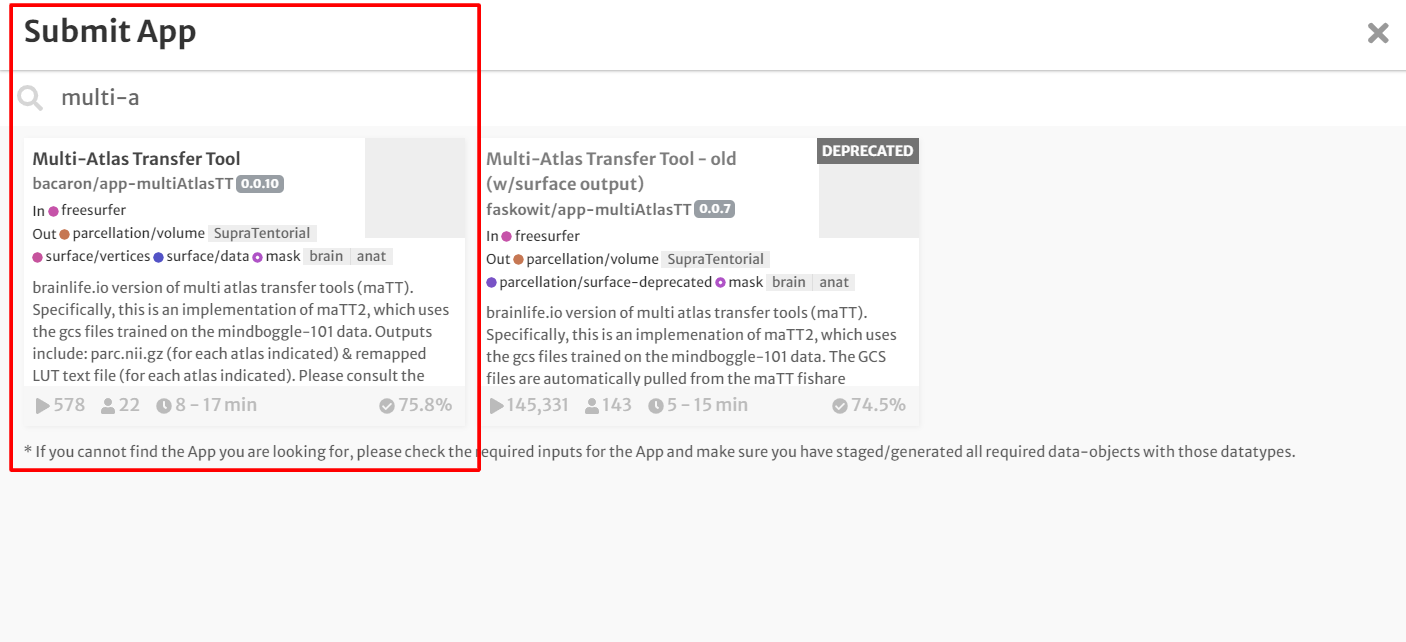 Submit App
multi-a
Multi-Atlas Transfer Tool
bacaron/app-multiAtlasTT 0.0.10
In freesurfer
Out parcellation/volume SupraTentorial
surface/vertices surface/data mask brain anat
brainlife.io version of multi atlas transfer tools (maTT).
Specifically, this is an implementation of maTT2, which uses
the gcs files trained on the mindboggle-101 data. Outputs
include: parc.nii.gz (for each atlas indicated) & remapped
LUT text file (for each atlas indicated). Please consult the
578 22 8 – 17 min 75.8%
DEPRECATED
Multi-Atlas Transfer Tool - old
(w/surface output)
faskowit/app-multiAtlasTT 0.0.7
In freesurfer
Out parcellation/volume SupraTentorial
parcellation/surface-deprecated mask brain anat
brainlife.io version of multi atlas transfer tools (maTT).
Specifically, this is an implemenation of maTT2, which uses
the gcs files trained on the mindboggle-101 data. The GCS
files are automatically pulled from the maTT fishare
145,331 143 5 – 15 min 74.5%
* If you cannot find the App you are looking for, please check the required inputs for the App and make sure you have staged/generated all required data-objects with those datatypes.